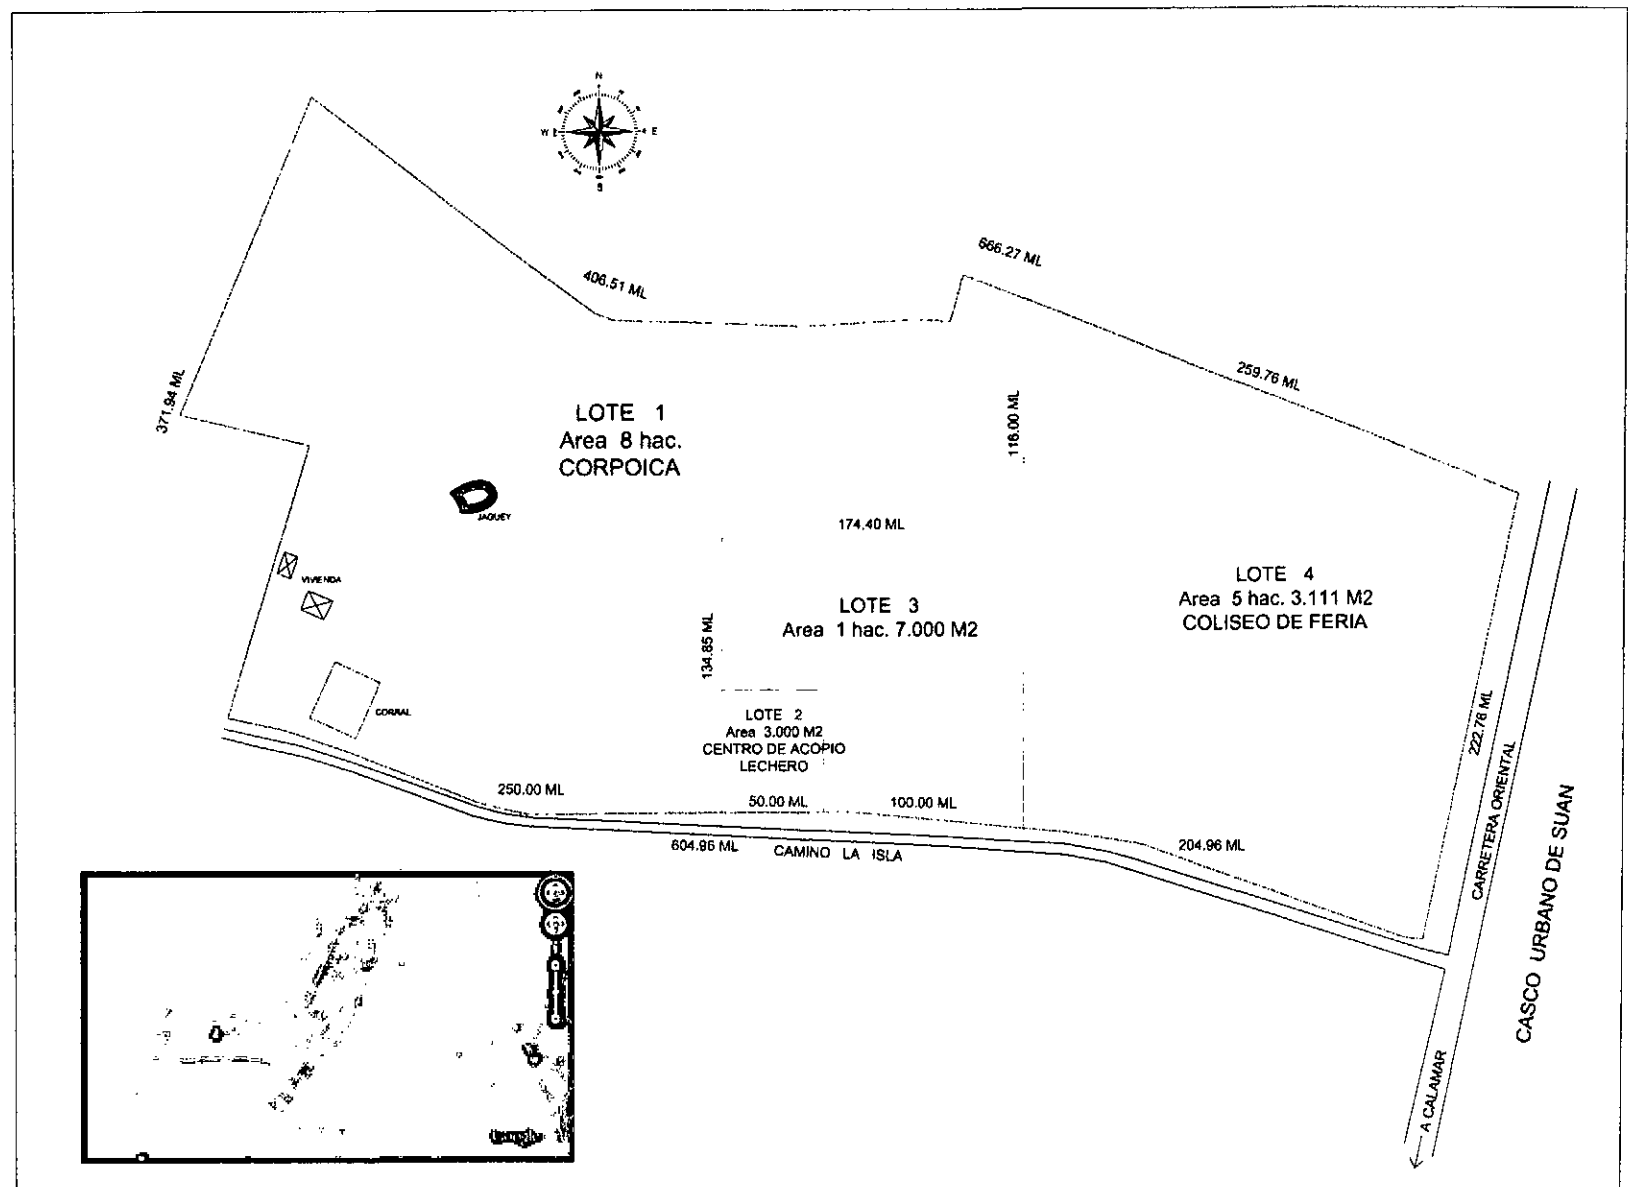 N
W
E
S
666.27 ML
406.51 ML
259.76 ML
371.94 ML
116.00 ML
LOTE 1
Area 8 hac.
CORPOICA
JAGUEY
174.40 ML
VIVIENDA
LOTE 3
Area 1 hac. 7.000 M2
LOTE 4
Area 5 hac. 3.111 M2
COLISEO DE FERIA
134.85 ML
CORRAL
LOTE 2
Area 3.000 M2
CENTRO DE ACOPIO
LECHERO
222.76 ML
250.00 ML
50.00 ML
100.00 ML
204.96 ML
604.96 ML
CAMINO LA ISLA
CARRETERA ORIENTAL
CASCO URBANO DE SUAN
A CALAMAR